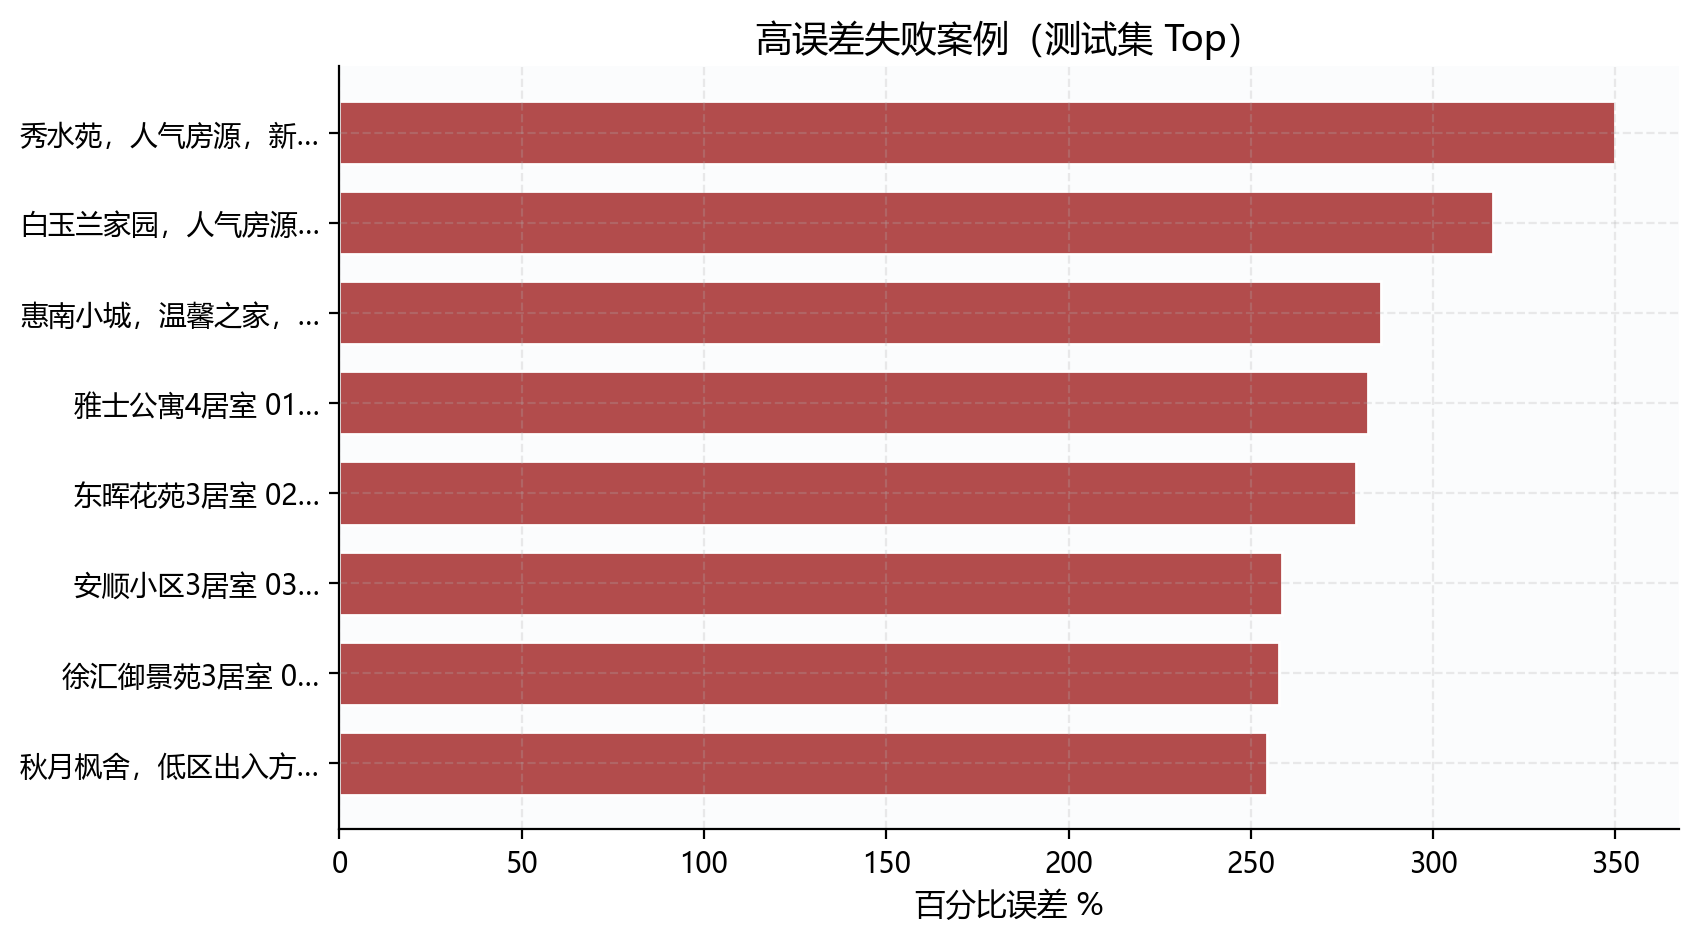 高误差失败案例（测试集 Top）
秀水苑，人气房源，新...
白玉兰家园，人气房源...
惠南小城，温馨之家，...
雅士公寓4居室 01...
东晖花苑3居室 02...
安顺小区3居室 03...
徐汇御景苑3居室 0...
秋月枫舍，低区出入方...
0 50 100 150 200 250 300 350
百分比误差 %